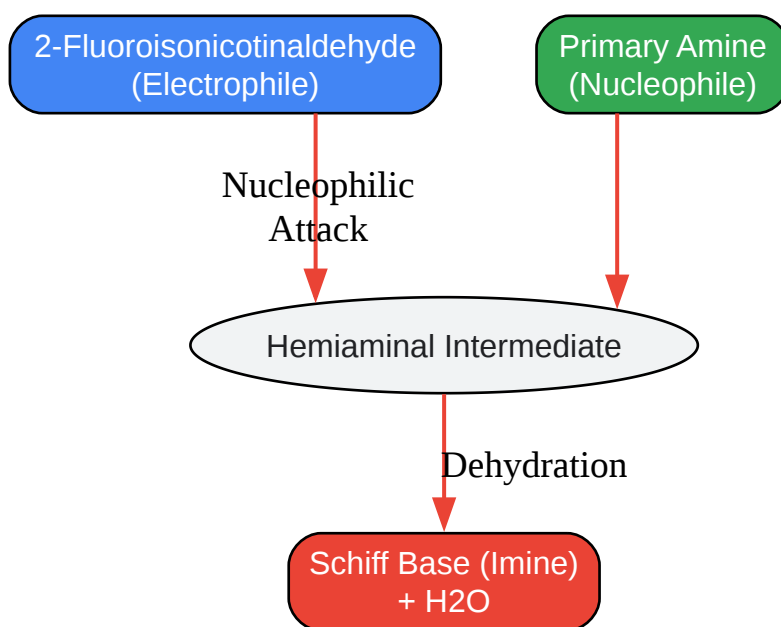 2-Fluoroisonicotinaldehyde
(Electrophile)
Primary Amine
(Nucleophile)
Nucleophilic
Attack
Hemiaminal Intermediate
Dehydration
Schiff Base (Imine)
+ H2O